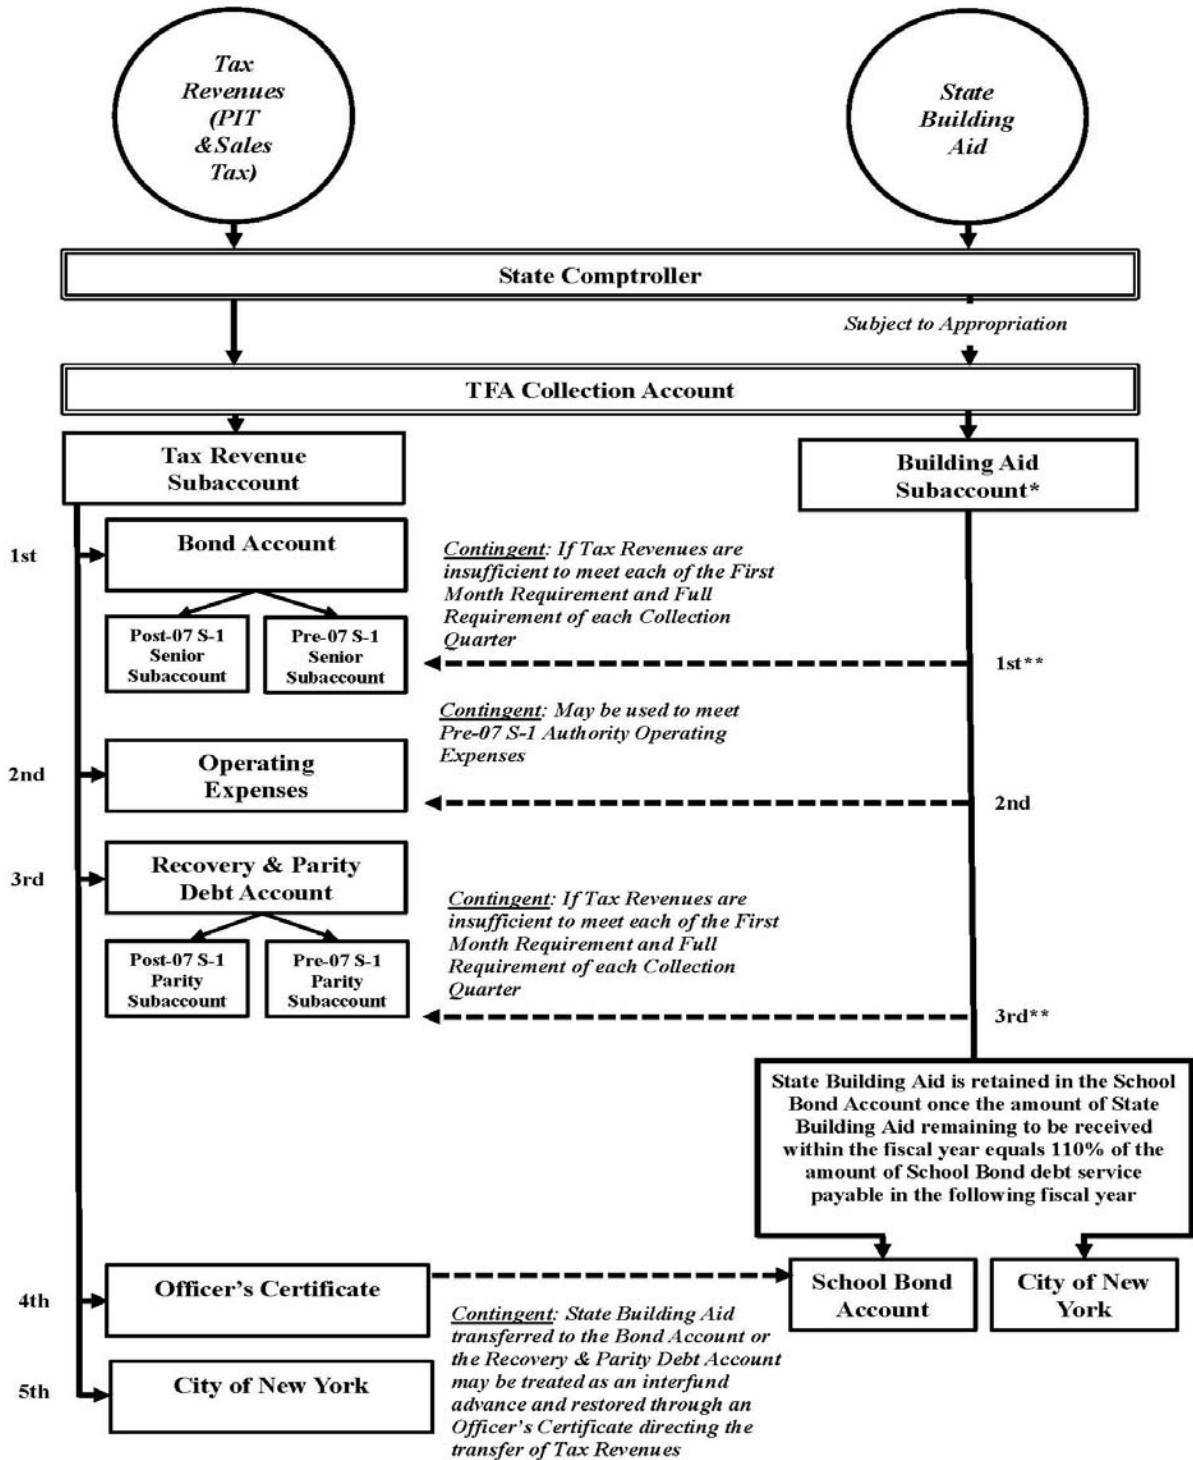 Tax
Revenues
(PIT
&Sales
Tax)
State
Building
Aid
State Comptroller
Subject to Appropriation
TFA Collection Account
Tax Revenue
Subaccount
Building Aid
Subaccount*
1st
Bond Account
Post-07 S-1
Senior
Subaccount
Pre-07 S-1
Senior
Subaccount
Contingent: If Tax Revenues are
insufficient to meet each of the First
Month Requirement and Full
Requirement of each Collection
Quarter
1st**
Contingent: May be used to meet
Pre-07 S-1 Authority Operating
Expenses
2nd
Operating
Expenses
2nd
3rd
Recovery & Parity
Debt Account
Post-07 S-1
Parity
Subaccount
Pre-07 S-1
Parity
Subaccount
Contingent: If Tax Revenues are
insufficient to meet each of the First
Month Requirement and Full
Requirement of each Collection
Quarter
3rd**
State Building Aid is retained in the School
Bond Account once the amount of State
Building Aid remaining to be received
within the fiscal year equals 110% of the
amount of School Bond debt service
payable in the following fiscal year
4th
Officer's Certificate
School Bond
Account
City of New
York
5th
City of New York
Contingent: State Building Aid
transferred to the Bond Account or
the Recovery & Parity Debt Account
may be treated as an interfund
advance and restored through an
Officer's Certificate directing the
transfer of Tax Revenues